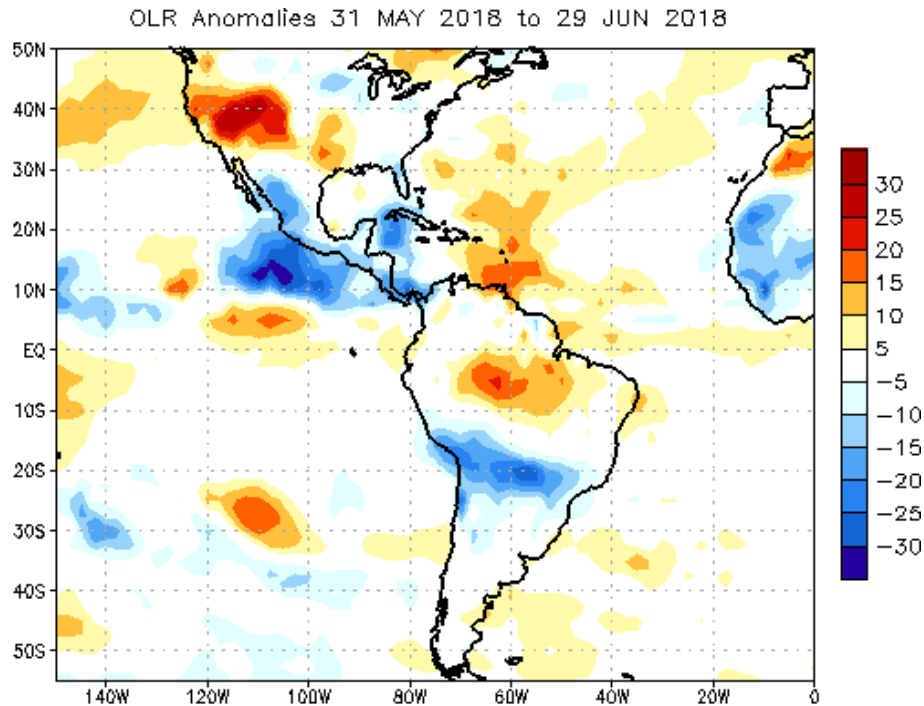 OLR Anomalies 31 MAY 2018 to 29 JUN 2018
50N
40N
30N
20N
10N
EQ
10S
20S
30S
40S
50S
140W 120W 100W 80W 60W 40W 20W 0
30
25
20
15
10
5
−5
−10
−15
−20
−25
−30